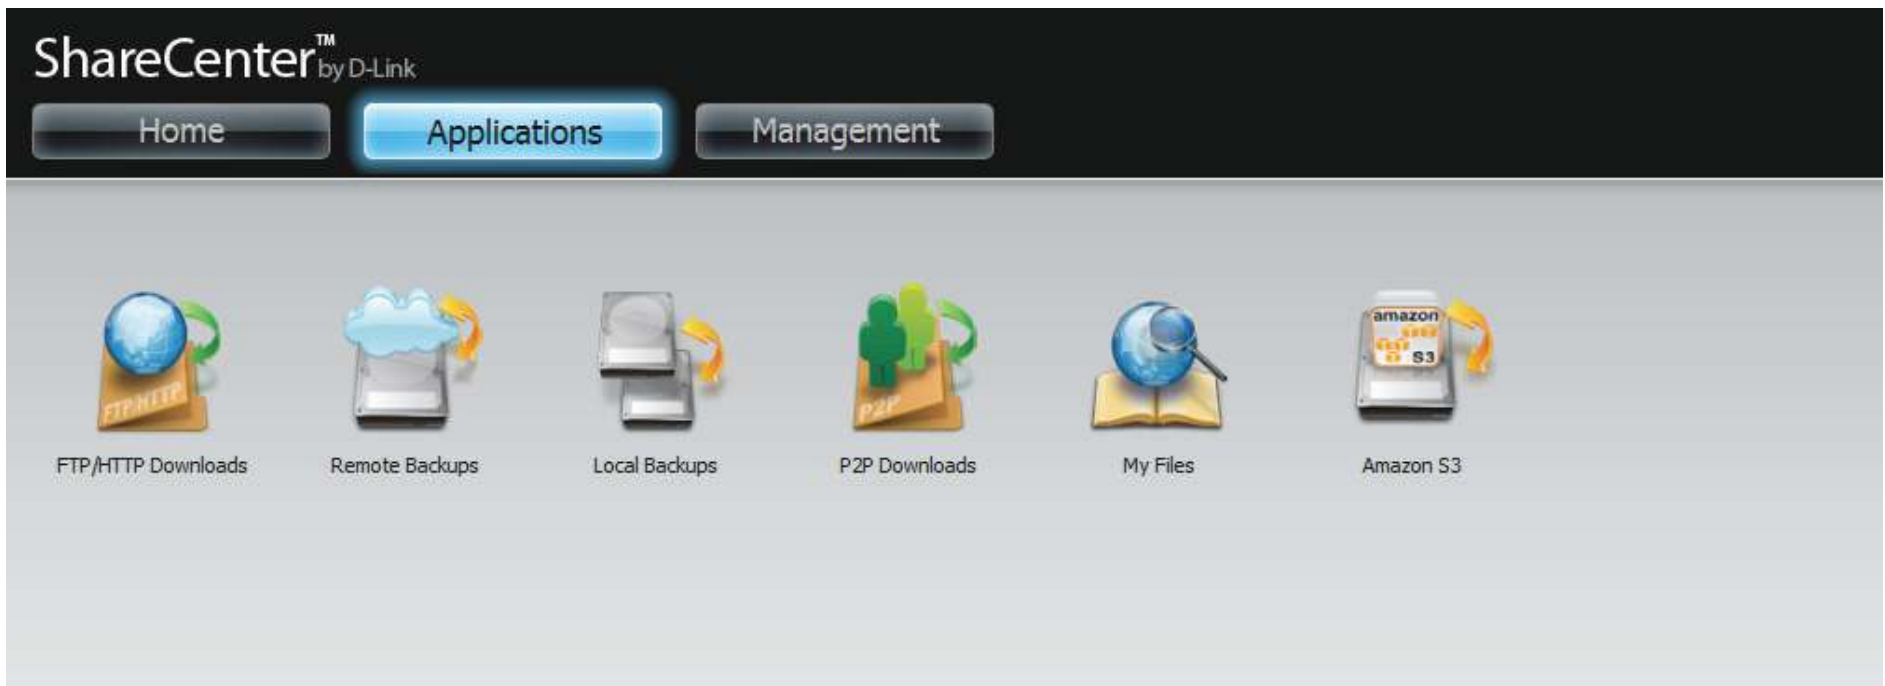 ShareCenter™ by D-Link
Home Applications Management
amazon
S3
FTP/HTTP
P2P
FTP/HTTP Downloads Remote Backups Local Backups P2P Downloads My Files Amazon S3